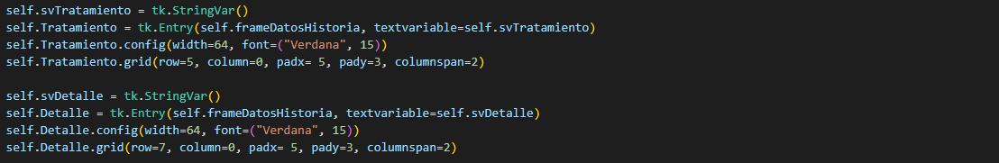 self.svTratamiento = tk.StringVar()
self.Tratamiento = tk.Entry(self.frameDatosHistoria, textvariable=self.svTratamiento)
self.Tratamiento.config(width=64, font=("Verdana", 15))
self.Tratamiento.grid(row=5, column=0, padx= 5, pady=3, columnspan=2)

self.svDetalle = tk.StringVar()
self.Detalle = tk.Entry(self.frameDatosHistoria, textvariable=self.svDetalle)
self.Detalle.config(width=64, font=("Verdana", 15))
self.Detalle.grid(row=7, column=0, padx= 5, pady=3, columnspan=2)